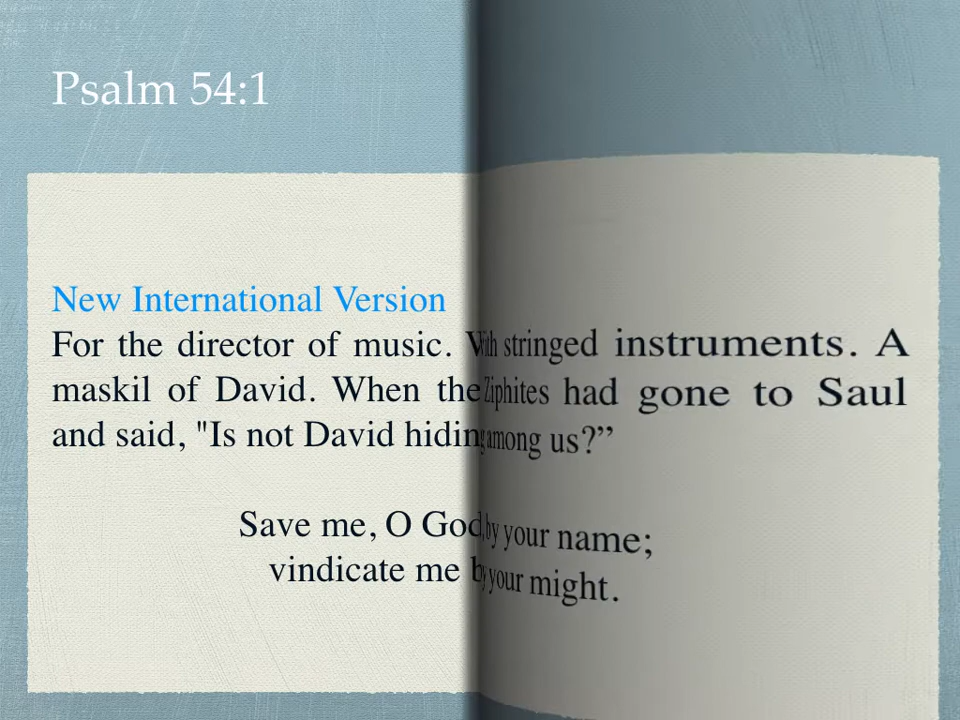 Psalm 54:1
New International Version
For the director of music. With stringed instruments. A
maskil of David. When the Ziphites had gone to Saul
and said, "Is not David hiding among us?”
Save me, O God, by your name;
vindicate me by your might.